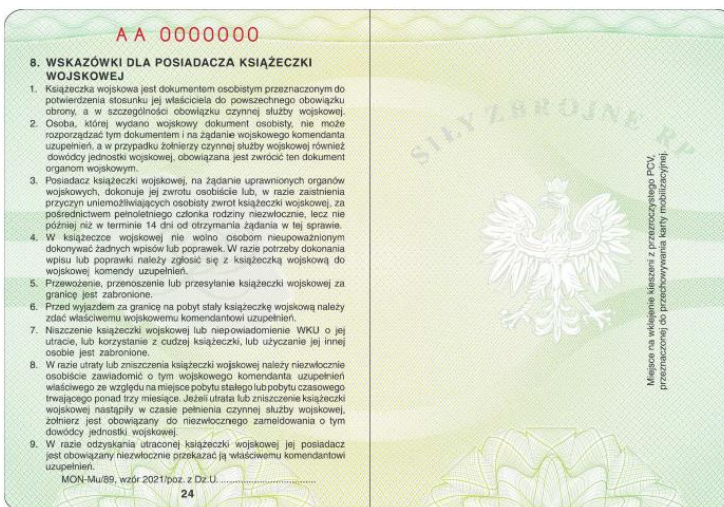 AA 0000000
8. WSKAZÓWKI DLA POSIADACZA KSIĄŻECZKI
WOJSKOWEJ
1. Książeczka wojskowa jest dokumentem osobistym przeznaczonym do
potwierdzenia stosunku jej właściciela do powszechnego obowiązku
obrony, a w szczególności obowiązku czynnej służby wojskowej.
2. Osoba, której wydano wojskowy dokument osobisty, nie może
rozporządzać tym dokumentem i na żądanie wojskowego komendanta
uzupełnień, a w przypadku żołnierzy czynnej służby wojskowej również
dowódcy jednostki wojskowej, obowiązana jest zwrócić ten dokument
organom wojskowym.
3. Posiadacz książeczki wojskowej, na żądanie uprawnionych organów
wojskowych, dokonuje jej zwrotu osobiście lub, w razie zaistnienia
przyczyn uniemożliwiających osobisty zwrot książeczki wojskowej, za
pośrednictwem pełnoletniego członka rodziny niezwłocznie, lecz nie
później niż w terminie 14 dni od otrzymania żądania w tej sprawie.
4. W książeczce wojskowej nie wolno osobom nieupoważnionym
dokonywać żadnych wpisów lub poprawek. W razie potrzeby dokonania
wpisu lub poprawki należy zgłosić się z książeczką wojskową do
wojskowej komendy uzupełnień.
5. Przewożenie, przenoszenie lub przesyłanie książeczki wojskowej za
granicę jest zabronione.
6. Przed wyjazdem za granicę na pobyt stały książeczkę wojskową należy
zdać właściwemu wojskowemu komendantowi uzupełnień.
7. Niszczenie książeczki wojskowej lub niepowiadomienie WKU o jej
utracie, lub korzystanie z cudzej książeczki, lub użyczanie jej innej
osobie jest zabronione.
8. W razie utraty lub zniszczenia książeczki wojskowej należy niezwłocznie
osobiście zawiadomić o tym wojskowego komendanta uzupełnień
właściwego ze względu na miejsce pobytu stałego lub pobytu czasowego
trwającego ponad trzy miesiące. Jeżeli utrata lub zniszczenie książeczki
wojskowej nastąpiły w czasie pełnienia czynnej służby wojskowej,
żołnierz jest obowiązany do niezwłocznego zameldowania o tym
dowódcy jednostki wojskowej.
9. W razie odzyskania utraconej książeczki wojskowej jej posiadacz
jest obowiązany niezwłocznie przekazać ją właściwemu komendantowi
uzupełnień.
MON-Mu/89, wzór 2021/poz. z Dz.U. ..................................
24
SIŁY ZBROJNE RP
Miejsce na wklejenie kieszeni z przezroczystego PCV,
przeznaczonej do przechowywania karty mobilizacyjnej.